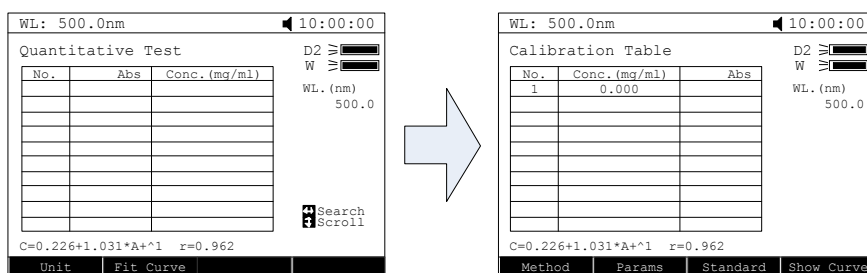 WL: 500.0nm 10:00:00
Quantitative Test D2
W
No. Abs Conc.(mg/ml)
WL.(nm)
500.0
Search
Scroll
C=0.226+1.031*A+^1 r=0.962
Unit Fit Curve
WL: 500.0nm 10:00:00
Calibration Table D2
W
No. Conc.(mg/ml) Abs
1 0.000
WL.(nm)
500.0
C=0.226+1.031*A+^1 r=0.962
Method Params Standard Show Curve